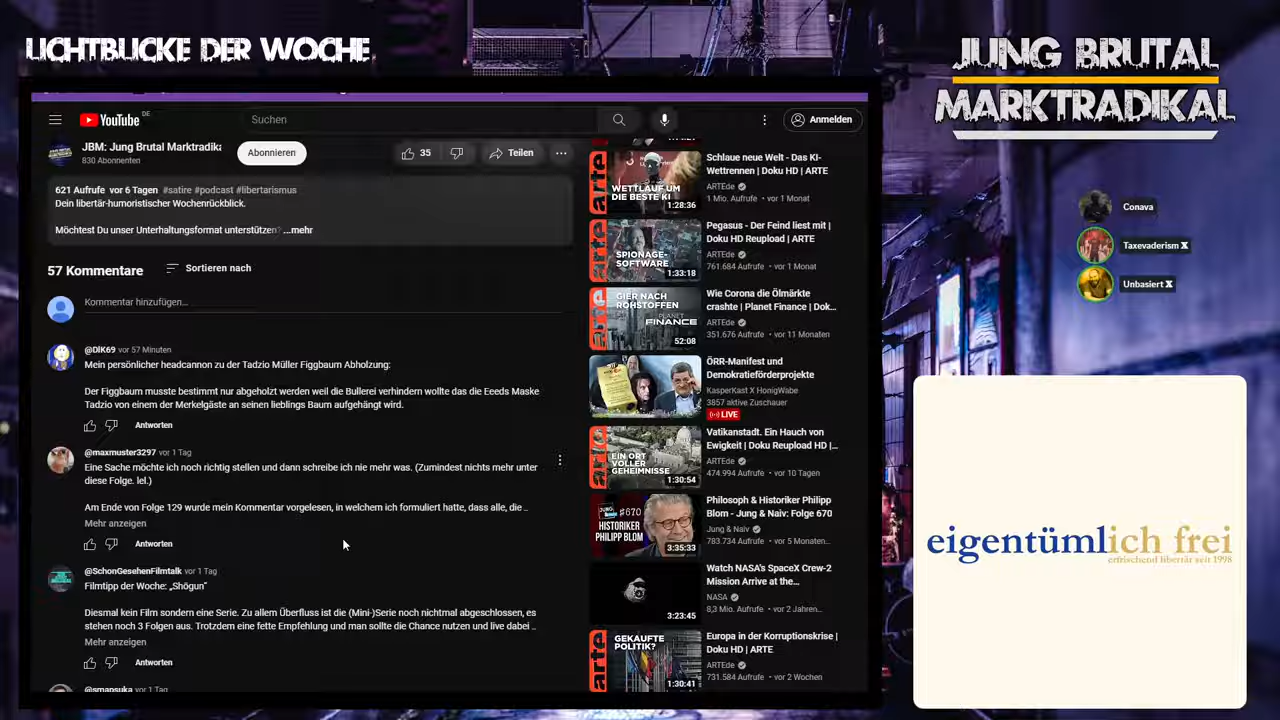 LICHTBLICKE DER WOCHE
JUNG BRUTAL
MARKTRADIKAL
YouTube DE
Suchen
Anmelden
JBM: Jung Brutal Marktradika
830 Abonnenten
Abonnieren
35
Teilen
621 Aufrufe vor 6 Tagen #satire #podcast #libertarismus
Dein libertär-humoristischer Wochenrückblick.
Möchtest Du unser Unterhaltungsformat unterstützen? ...mehr
57 Kommentare
Sortieren nach
Kommentar hinzufügen...
@DIK69 vor 57 Minuten
Mein persönlicher headcannon zu der Tadzio Müller Figgbaum Abholzung:
Der Figgbaum musste bestimmt nur abgeholzt werden weil die Bullerei verhindern wollte das die Eeeds Maske
Tadzio von einem der Merkelgäste an seinen lieblings Baum aufgehängt wird.
Antworten
@maxmuster3297 vor 1 Tag
Eine Sache möchte ich noch richtig stellen und dann schreibe ich nie mehr was. (Zumindest nichts mehr unter
diese Folge. lel.)
Am Ende von Folge 129 wurde mein Kommentar vorgelesen, in welchem ich formuliert hatte, dass alle, die ..
Mehr anzeigen
Antworten
@SchonGesehenFilmtalk vor 1 Tag
Filmtipp der Woche: „Shōgun"
Diesmal kein Film sondern eine Serie. Zu allem Überfluss ist die (Mini-)Serie noch nichtmal abgeschlossen, es
stehen noch 3 Folgen aus. Trotzdem eine fette Empfehlung und man sollte die Chance nutzen und live dabei ..
Mehr anzeigen
Antworten
@smapsuka vor 1 Tag
arte
WETTLAUF UM
DIE BESTE KI
1:28:36
Schlaue neue Welt - Das KI-
Wettrennen | Doku HD | ARTE
ARTEde
1 Mio. Aufrufe • vor 1 Monat
arte
SPIONAGE-
SOFTWARE
1:33:18
Pegasus - Der Feind liest mit |
Doku HD Reupload | ARTE
ARTEde
761.684 Aufrufe • vor 1 Monat
arte
GIER NACH
ROHSTOFFEN
PLANET
FINANCE
52:08
Wie Corona die Ölmärkte
crashte | Planet Finance | Dok...
ARTEde
351.676 Aufrufe • vor 11 Monaten
ÖRR-Manifest und
Demokratieförderprojekte
KasperKast X HonigWabe
3857 aktive Zuschauer
LIVE
arte
EIN ORT
VOLLER
GEHEIMNISSE
1:30:54
Vatikanstadt. Ein Hauch von
Ewigkeit | Doku Reupload HD |...
ARTEde
474.994 Aufrufe • vor 10 Tagen
JUNG
#670
HISTORIKER
PHILIPP BLOM
3:35:33
Philosoph & Historiker Philipp
Blom - Jung & Naiv: Folge 670
Jung & Naiv
783.734 Aufrufe • vor 5 Monaten...
3:23:45
Watch NASA's SpaceX Crew-2
Mission Arrive at the...
NASA
8,3 Mio. Aufrufe • vor 2 Jahren...
arte
GEKAUFTE
POLITIK?
1:30:41
Europa in der Korruptionskrise |
Doku HD | ARTE
ARTEde
731.584 Aufrufe • vor 2 Wochen
Conava
Taxevaderism X
Unbasiert X
eigentümlich frei
erfrischend libertär seit 1998